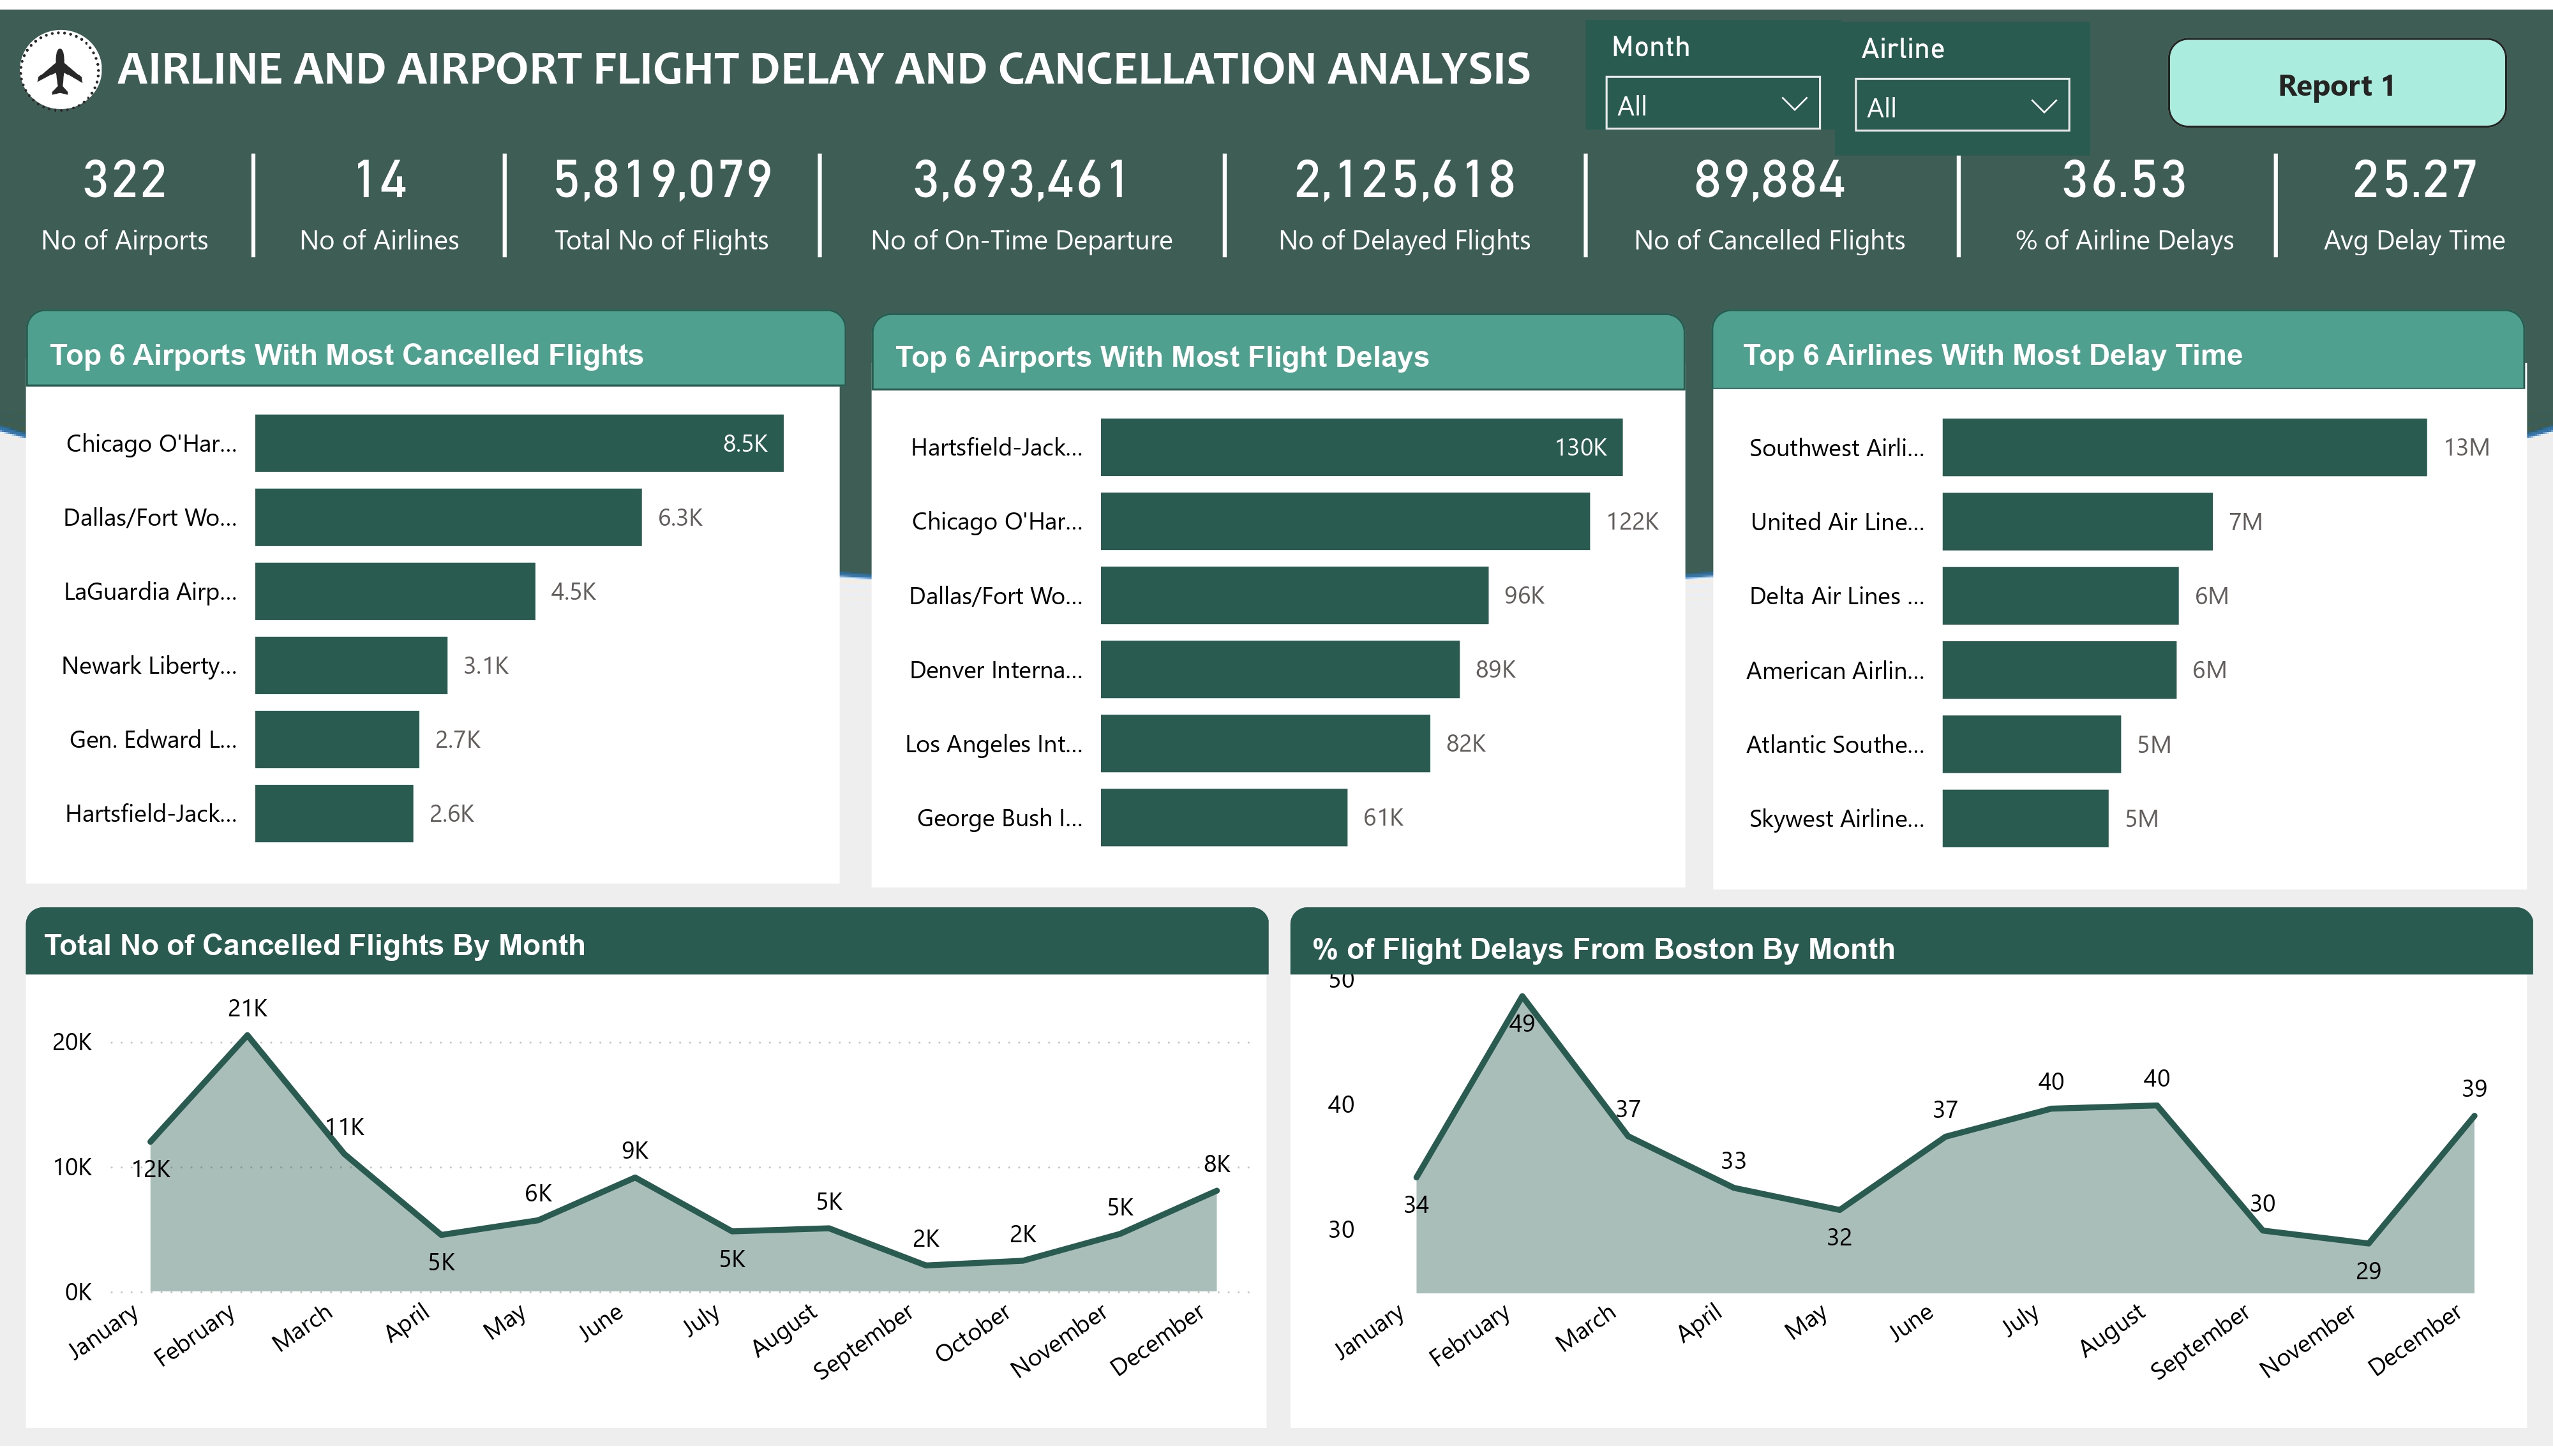 AIRLINE AND AIRPORT FLIGHT DELAY AND CANCELLATION ANALYSIS
Month
Airline
All
All
Report 1
322
No of Airports
14
No of Airlines
5,819,079
Total No of Flights
3,693,461
No of On-Time Departure
2,125,618
No of Delayed Flights
89,884
No of Cancelled Flights
36.53
% of Airline Delays
25.27
Avg Delay Time
Top 6 Airports With Most Cancelled Flights
Chicago O'Har... 8.5K
Dallas/Fort Wo... 6.3K
LaGuardia Airp... 4.5K
Newark Liberty... 3.1K
Gen. Edward L... 2.7K
Hartsfield-Jack... 2.6K
Top 6 Airports With Most Flight Delays
Hartsfield-Jack... 130K
Chicago O'Har... 122K
Dallas/Fort Wo... 96K
Denver Interna... 89K
Los Angeles Int... 82K
George Bush I... 61K
Top 6 Airlines With Most Delay Time
Southwest Airli... 13M
United Air Line... 7M
Delta Air Lines ... 6M
American Airlin... 6M
Atlantic Southe... 5M
Skywest Airline... 5M
Total No of Cancelled Flights By Month
20K
10K
0K
12K
21K
11K
5K
6K
9K
5K
5K
2K
2K
5K
8K
January
February
March
April
May
June
July
August
September
October
November
December
% of Flight Delays From Boston By Month
50
40
30
34
49
37
33
32
37
40
40
30
29
39
January
February
March
April
May
June
July
August
September
November
December